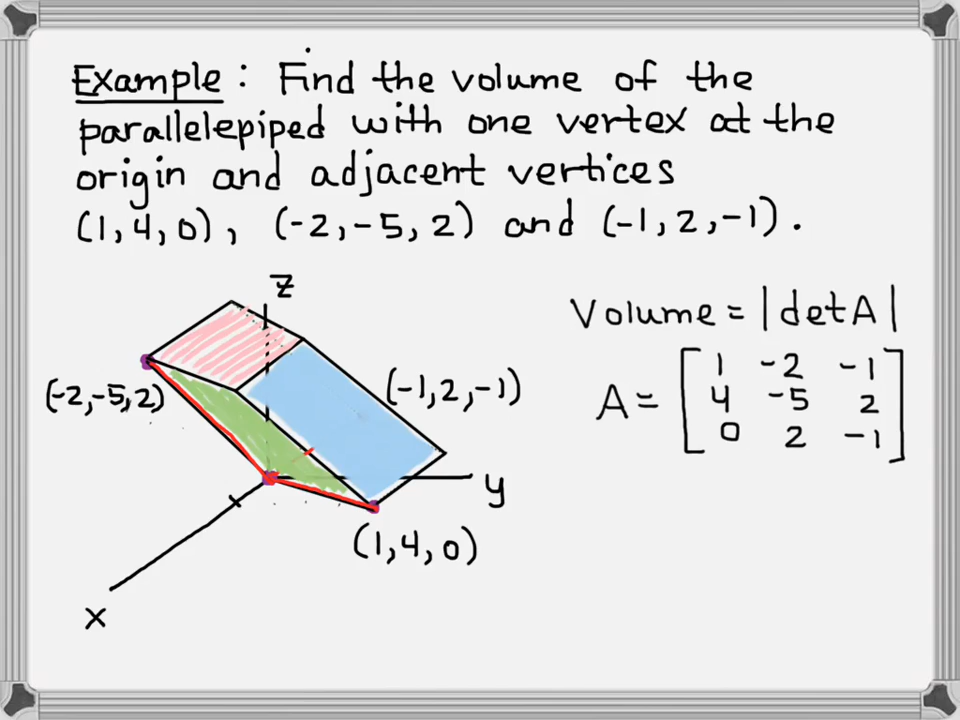 Example: Find the volume of the
parallelepiped with one vertex at the
origin and adjacent vertices
(1,4,0), (-2,-5,2) and (-1,2,-1).
z
Volume = |detA|
(-2,-5,2)
(-1,2,-1)
A = [1 -2 -1
4 -5 2
0 2 -1]
y
(1,4,0)
x